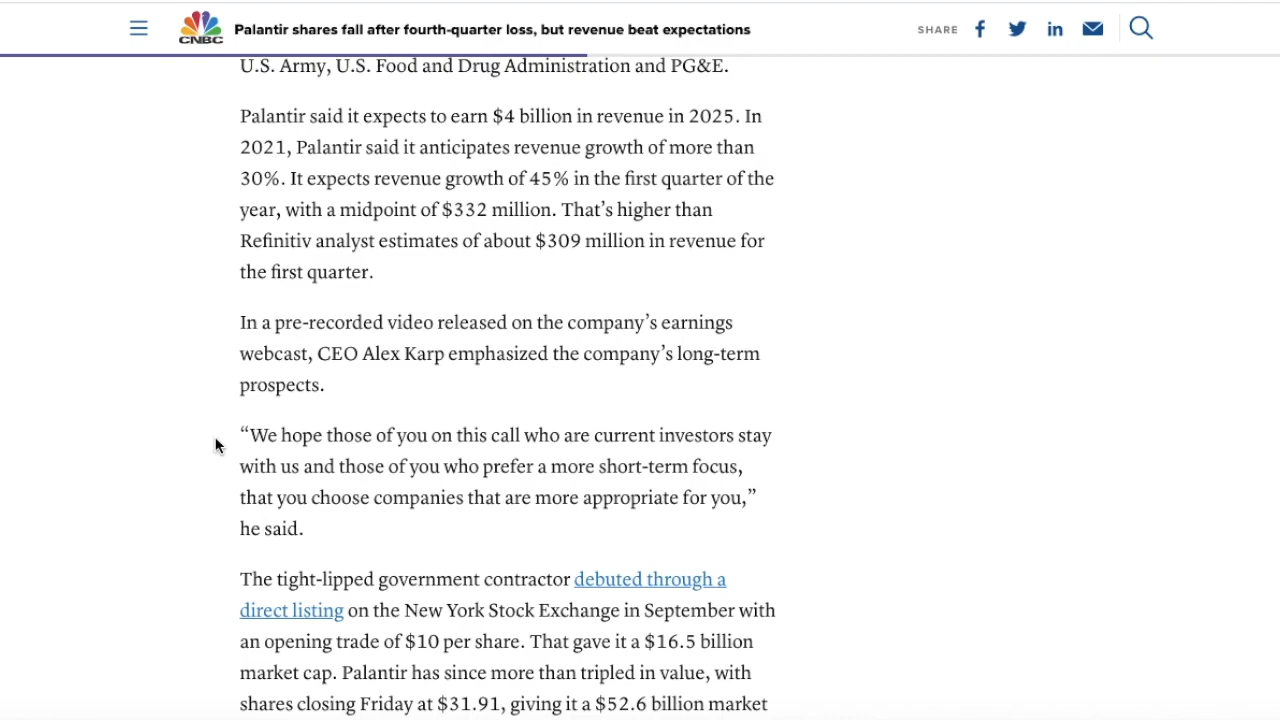 CNBC
Palantir shares fall after fourth-quarter loss, but revenue beat expectations
SHARE
U.S. Army, U.S. Food and Drug Administration and PG&E.
Palantir said it expects to earn $4 billion in revenue in 2025. In
2021, Palantir said it anticipates revenue growth of more than
30%. It expects revenue growth of 45% in the first quarter of the
year, with a midpoint of $332 million. That’s higher than
Refinitiv analyst estimates of about $309 million in revenue for
the first quarter.
In a pre-recorded video released on the company’s earnings
webcast, CEO Alex Karp emphasized the company’s long-term
prospects.
“We hope those of you on this call who are current investors stay
with us and those of you who prefer a more short-term focus,
that you choose companies that are more appropriate for you,”
he said.
The tight-lipped government contractor debuted through a
direct listing on the New York Stock Exchange in September with
an opening trade of $10 per share. That gave it a $16.5 billion
market cap. Palantir has since more than tripled in value, with
shares closing Friday at $31.91, giving it a $52.6 billion market